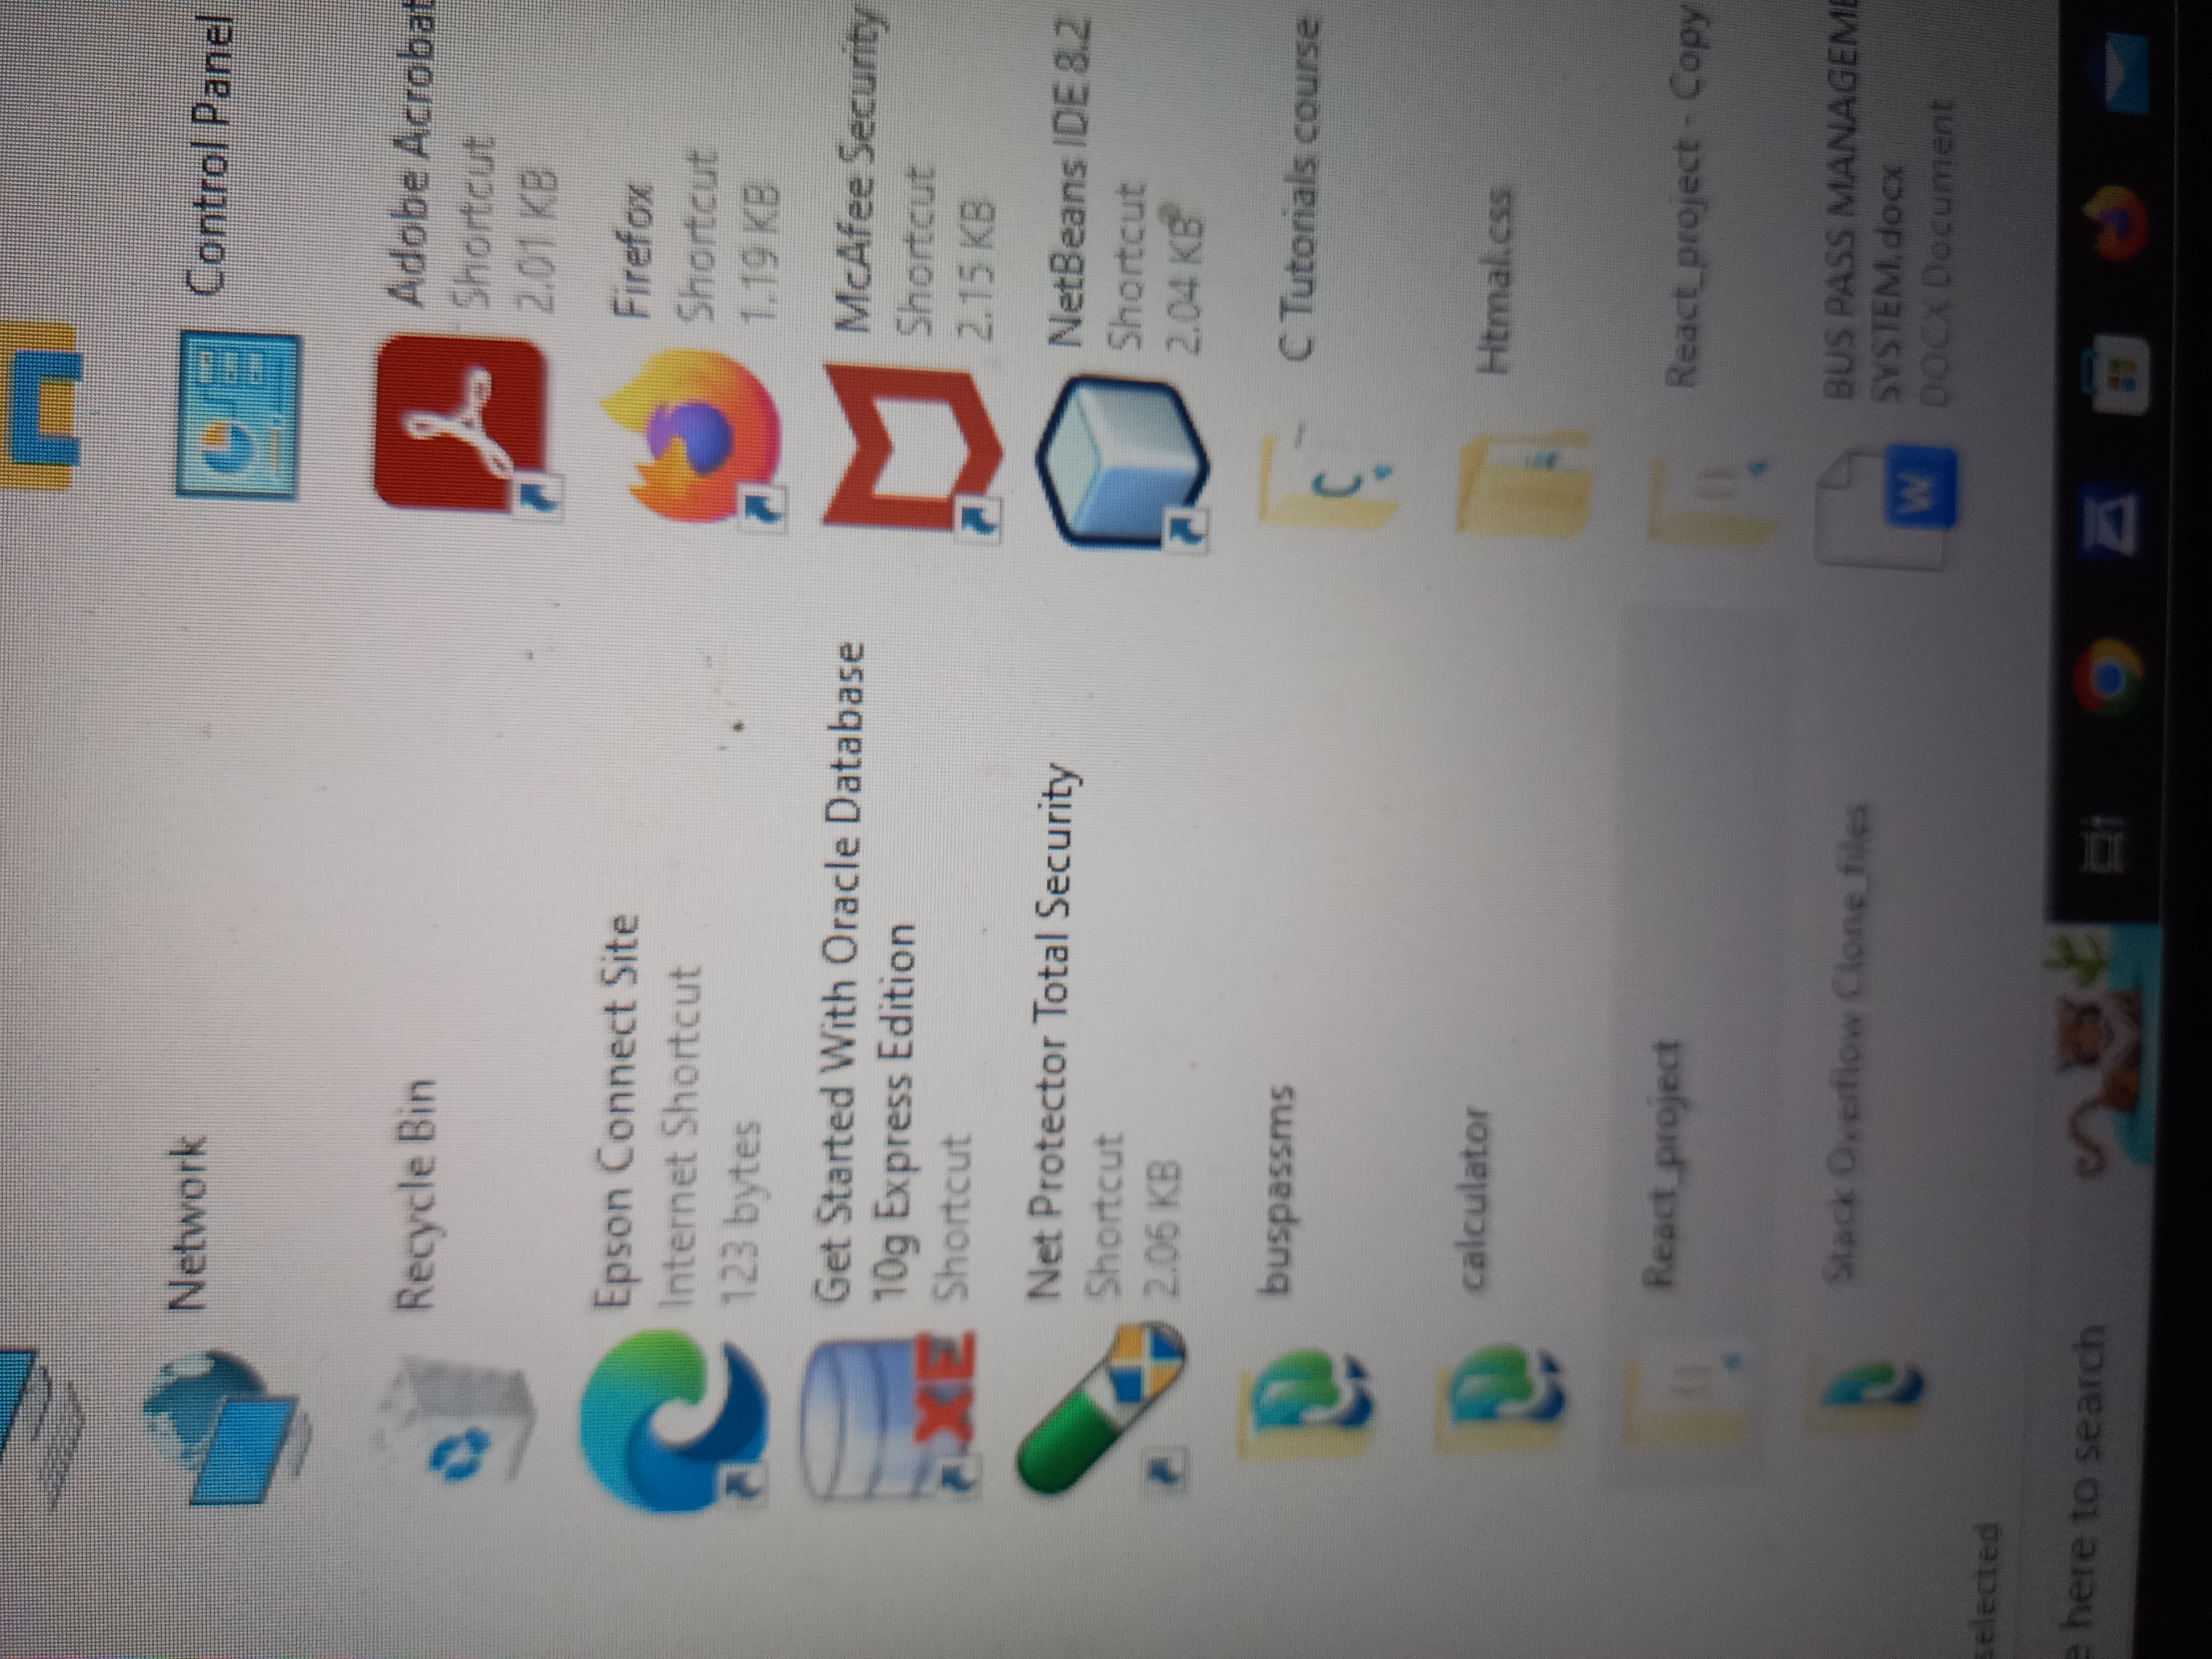 Network
Control Panel
Recycle Bin
Adobe Acrobat
Shortcut
2.01 KB
Epson Connect Site
Internet Shortcut
123 bytes
Firefox
Shortcut
1.19 KB
Get Started With Oracle Database
10g Express Edition
Shortcut
XE
McAfee Security
Shortcut
2.15 KB
Net Protector Total Security
Shortcut
2.06 KB
NetBeans IDE 8.2
Shortcut
2.04 KB
buspassms
C Tutorials course
C
calculator
Htmal.css
React_project
React_project - Copy
Stack Overflow Clone_files
BUS PASS MANAGEME
SYSTEM.docx
DOCX Document
W
selected
e here to search